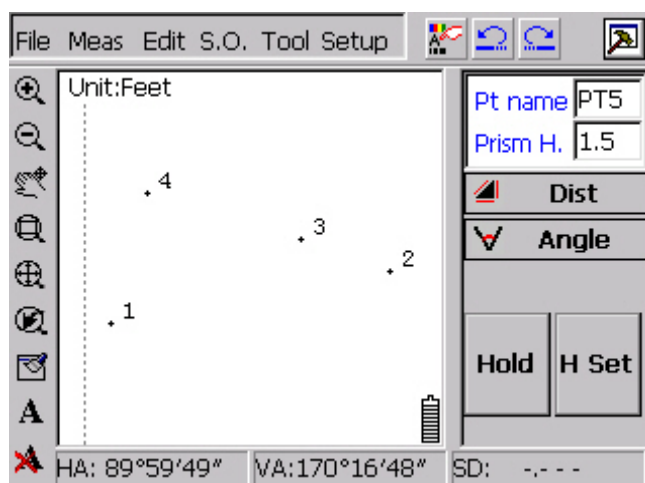 File Meas Edit S.O. Tool Setup
Unit:Feet
Pt name PT5
Prism H. 1.5
Dist
Angle
4
3
2
1
Hold H Set
A
HA: 89°59′49″ VA:170°16′48″ SD: -.- - -